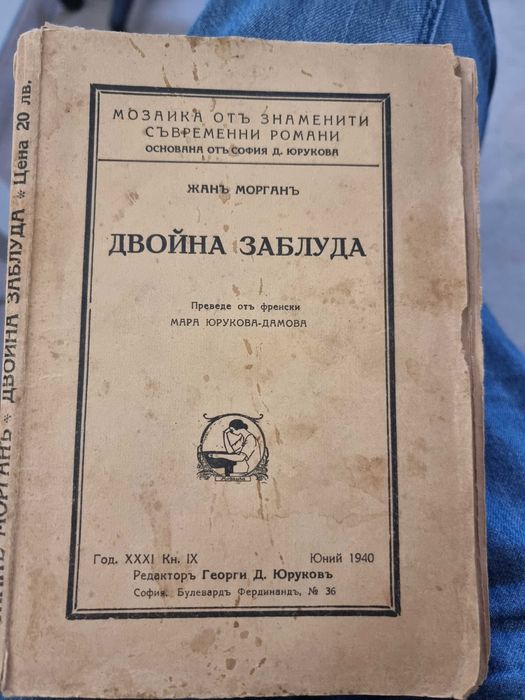 МОЗАИКА ОТЪ ЗНАМЕНИТИ
СЪВРЕМЕННИ РОМАНИ
ОСНОВАНА ОТЪ СОФИЯ Д. ЮРУКОВА
ЖАНЪ МОРГАНЪ
ДВОЙНА ЗАБЛУДА
Преведе отъ френски
МАРА ЮРУКОВА-ДАМОВА
Мозайка
Год. XXXI Кн. IX Юний 1940
Редакторъ Георги Д. Юруковъ
София. Булевардъ Фердинандъ, № 36
ЖАНЪ МОРГАНЪ * ДВОЙНА ЗАБЛУДА * Цена 20 лв.